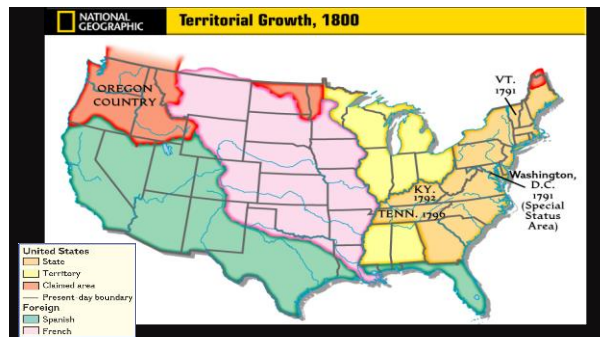 NATIONAL
GEOGRAPHIC
Territorial Growth, 1800
OREGON
COUNTRY
VT.
1791
Washington,
D.C.
1791
(Special
Status
Area)
KY.
1792
TENN. 1796
United States
State
Territory
Claimed area
Present-day boundary
Foreign
Spanish
French